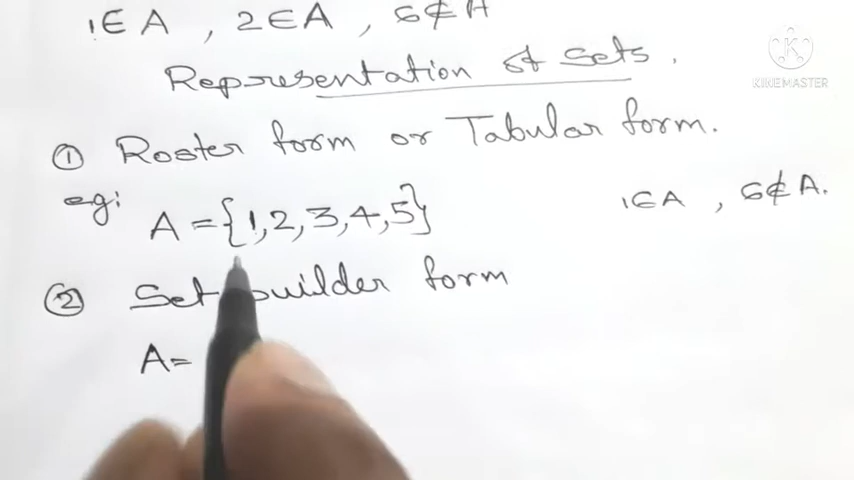 1∈A , 2∈A , 6∉A
Representation of Sets.
KINEMASTER
① Roster form or Tabular form.
eg: A = {1,2,3,4,5}
1∈A , 6∉A.
② Set builder form
A=